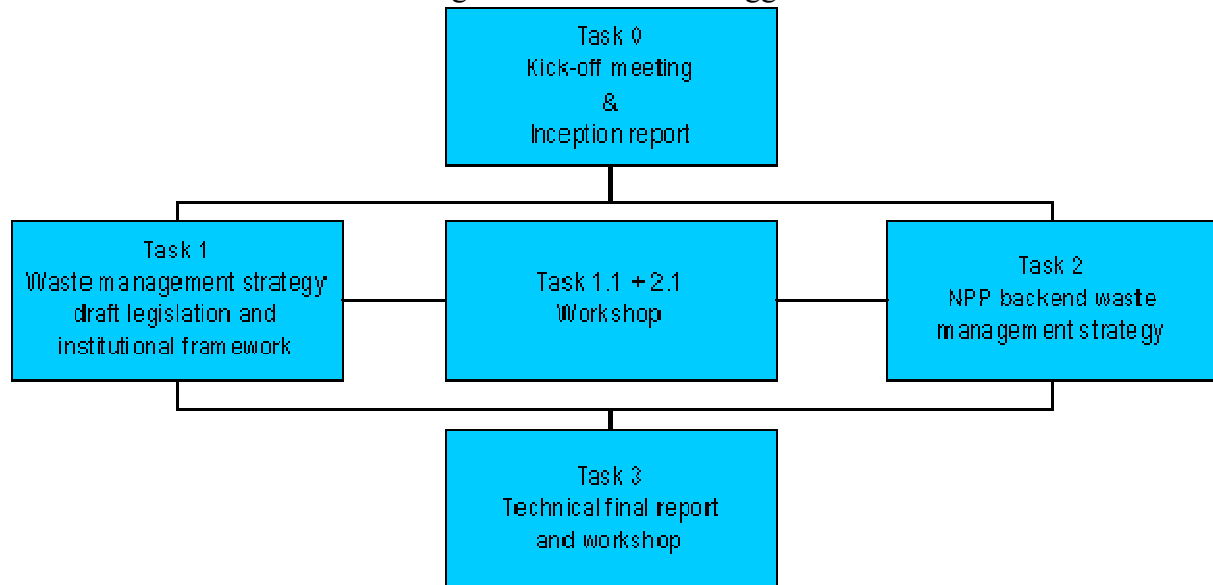 Task 0
Kick-off meeting
&
Inception report
Task 1
Waste management strategy
draft legislation and
institutional framework
Task 1.1 + 2.1
Workshop
Task 2
NPP backend waste
management strategy
Task 3
Technical final report
and workshop